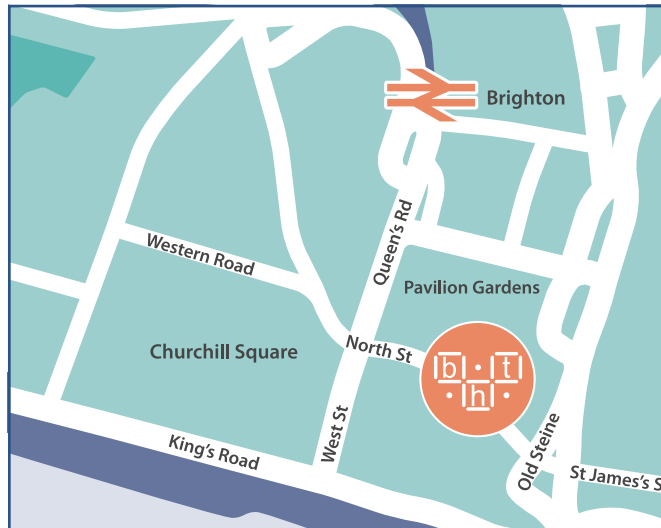 Brighton
Queen's Rd
Western Road
Pavilion Gardens
North St
Churchill Square
b t
h
West St
King's Road
Old Steine
St James's S